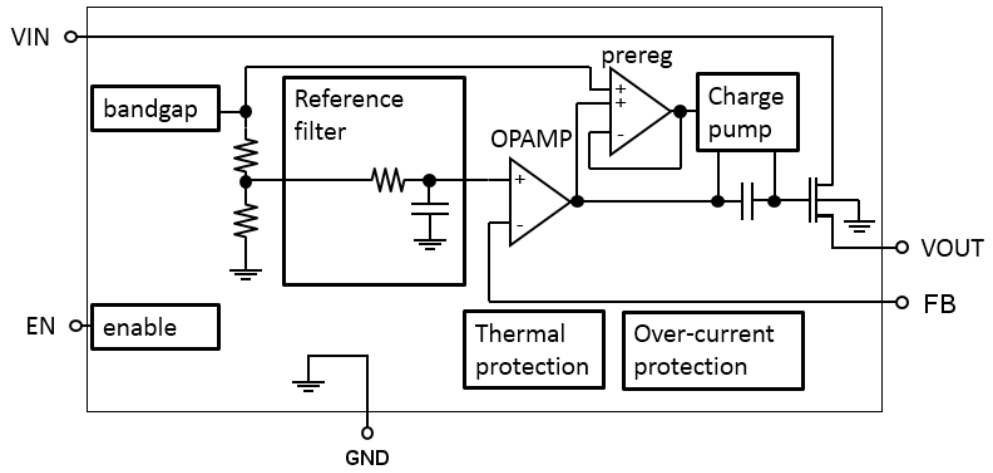 VIN
prereg
bandgap
Reference
filter
+
+
-
Charge
pump
OPAMP
+
-
VOUT
FB
EN
enable
Thermal
protection
Over-current
protection
GND